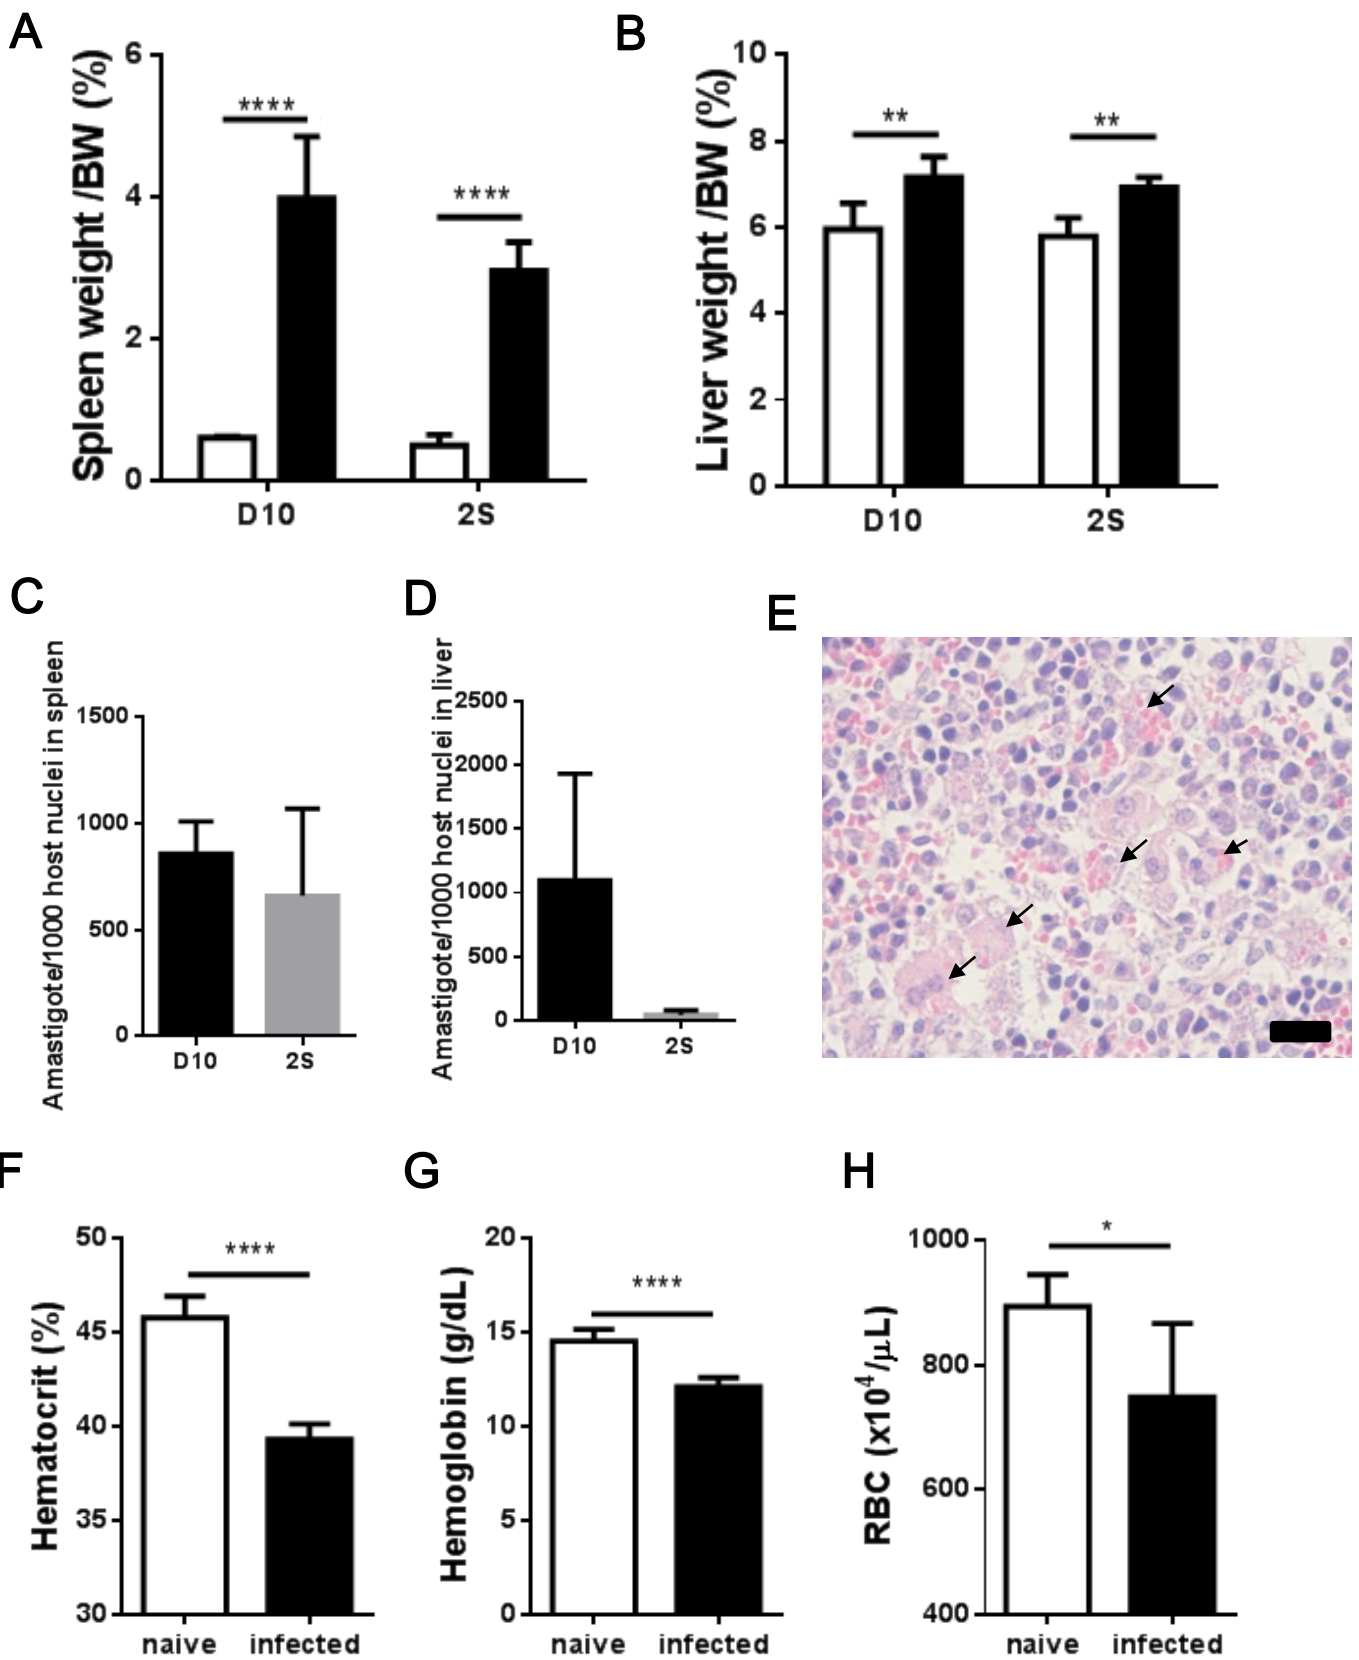 A
Spleen weight /BW (%)
6
4
2
0
****
****
D10
2S
B
Liver weight /BW (%)
10
8
6
4
2
0
**
**
D10
2S
C
Amastigote/1000 host nuclei in spleen
1500
1000
500
0
D10
2S
D
Amastigote/1000 host nuclei in liver
2500
2000
1500
1000
500
0
D10
2S
E
F
Hematocrit (%)
50
45
40
35
30
****
naive
infected
G
Hemoglobin (g/dL)
20
15
10
5
0
****
naive
infected
H
RBC (x10⁴/μL)
1000
800
600
400
*
naive
infected